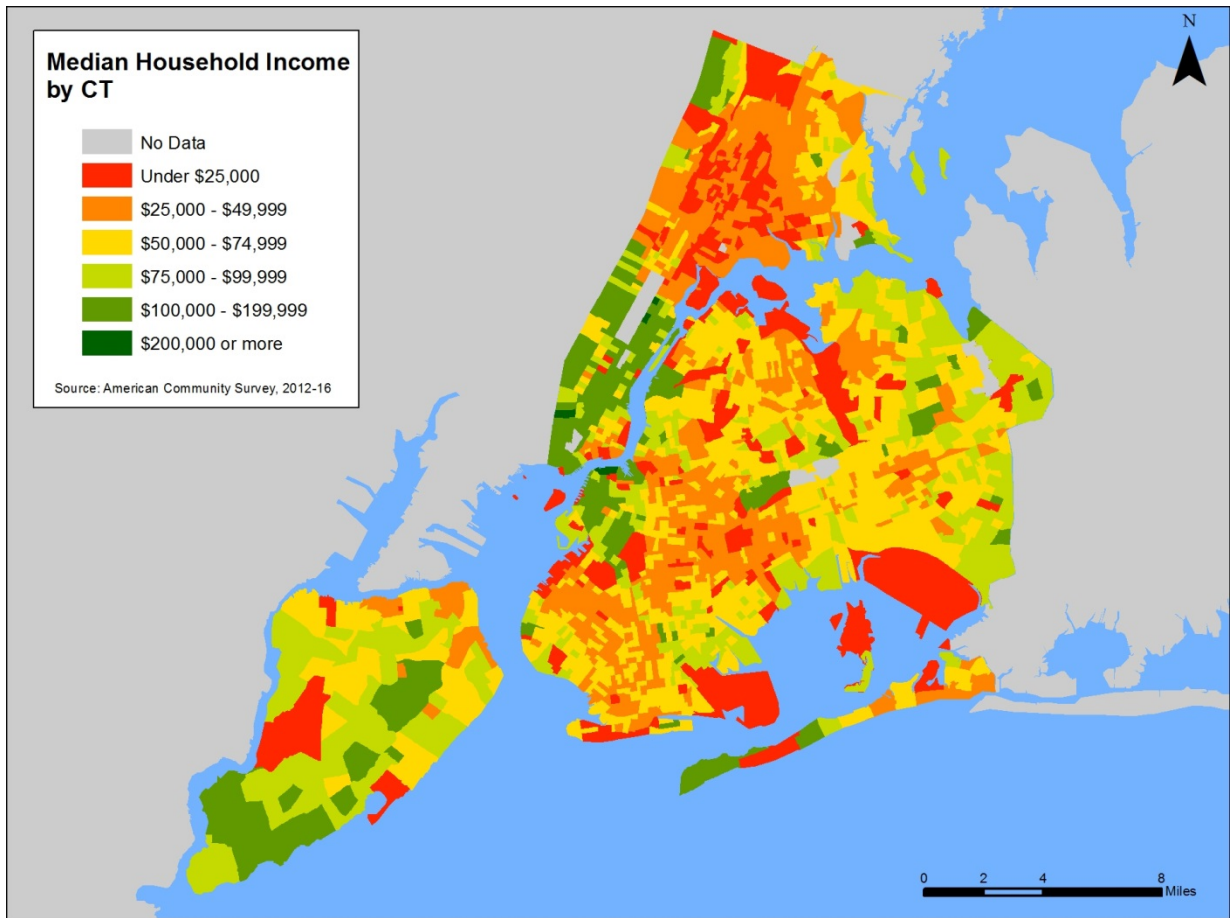 Median Household Income
by CT
No Data
Under $25,000
$25,000 - $49,999
$50,000 - $74,999
$75,000 - $99,999
$100,000 - $199,999
$200,000 or more
Source: American Community Survey, 2012-16
N
0 2 4 8
Miles